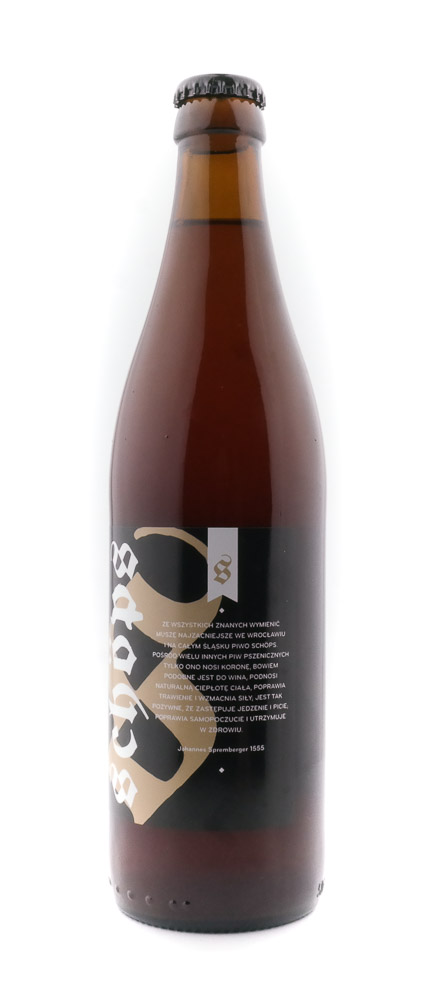 schöps
S
ZE WSZYSTKICH ZNANYCH WYMIENIĆ
MUSZĘ NAJZACNIEJSZE WE WROCŁAWIU
I NA CAŁYM ŚLĄSKU PIWO SCHÖPS.
POŚRÓD WIELU INNYCH PIW PSZENICZNYCH
TYLKO ONO NOSI KORONĘ, BOWIEM
PODOBNE JEST DO WINA, PODNOSI
NATURALNĄ CIEPŁOTĘ CIAŁA, POPRAWIA
TRAWIENIE I WZMACNIA SIŁY, JEST TAK
POŻYWNE, ŻE ZASTĘPUJE JEDZENIE I PICIE,
POPRAWIA SAMOPOCZUCIE I UTRZYMUJE
W ZDROWIU.
Johannes Spremberger 1555